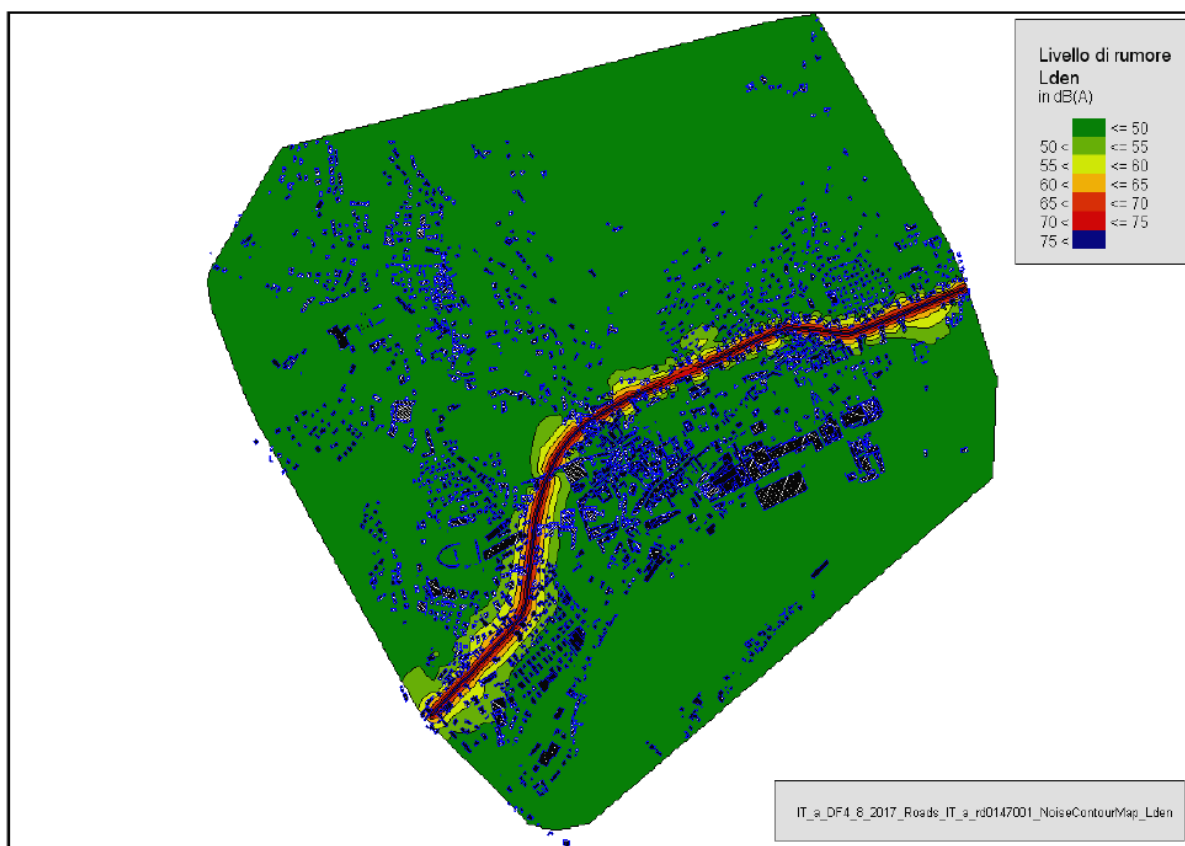 Livello di rumore
Lden
in dB(A)
<= 50
50 < <= 55
55 < <= 60
60 < <= 65
65 < <= 70
70 < <= 75
75 <
IT_a_DF4_8_2017_Roads_IT_a_rd0147001_NoiseContourMap_Lden